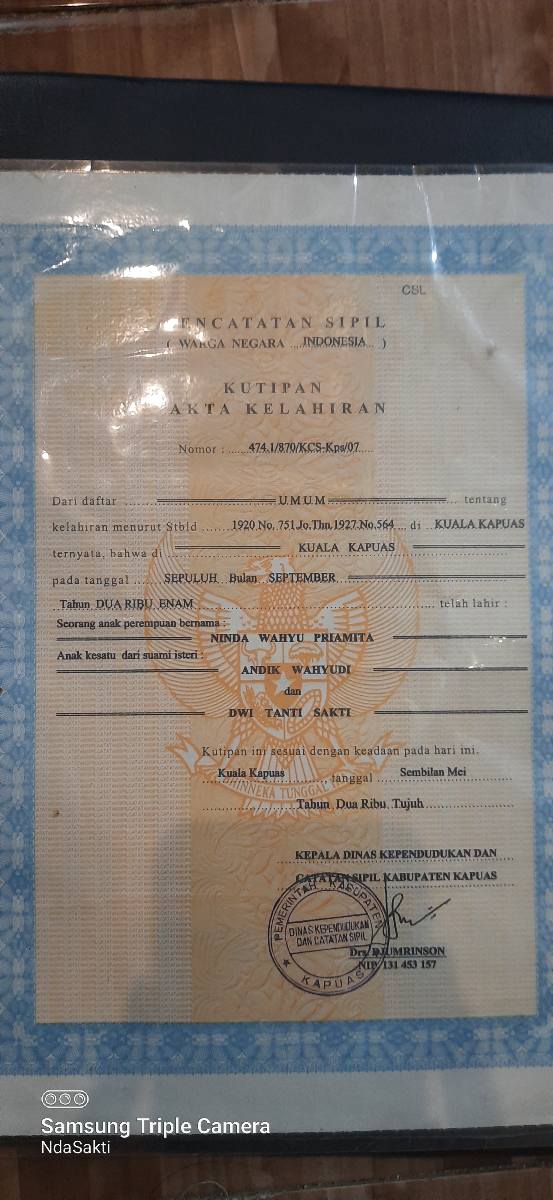 CSL
PENCATATAN SIPIL
( WARGA NEGARA ...INDONESIA... )
KUTIPAN
AKTA KELAHIRAN
Nomor : ......474.1/870/KCS-Kps/07......
Dari daftar ...... UMUM tentang
kelahiran menurut Stbld ........1920.No.751.Jo.Thn.1927.No.564... di ..KUALA KAPUAS
ternyata, bahwa di KUALA KAPUAS
pada tanggal ......SEPULUH..Bulan...SEPTEMBER
Tahun DUA RIBU ENAM.......... telah lahir :
Seorang anak perempuan bernama :
NINDA WAHYU PRIAMITA
Anak kesatu dari suami isteri :
ANDIK WAHYUDI
dan
DWI TANTI SAKTI
Kutipan ini sesuai dengan keadaan pada hari ini.
Kuala Kapuas ........, tanggal ......Sembilan Mei
Tahun Dua Ribu Tujuh
BHINNEKA TUNGGAL
KEPALA DINAS KEPENDUDUKAN DAN
CATATAN SIPIL KABUPATEN KAPUAS
PEMERINTAH KABUPATEN
DINAS KEPENDUDUKAN
DAN CATATAN SIPIL
KAPUAS
Drs. DJUMRINSON
NIP. 131 453 157
Samsung Triple Camera
NdaSakti